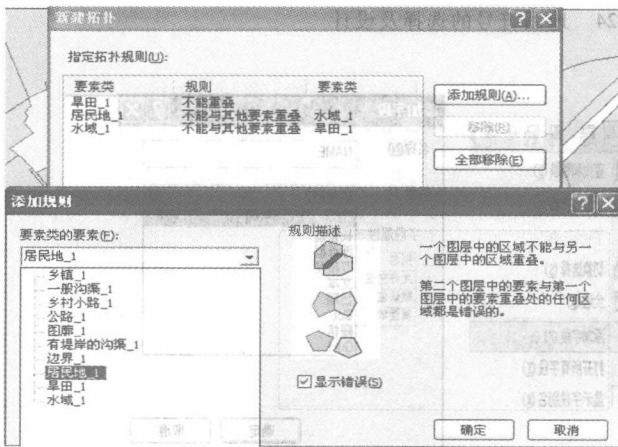 24
新建拓扑
指定拓扑规则(U):
要素类 规则 要素类
旱田_1 不能重叠
居民地_1 不能与其他要素重叠 水域_1
水域_1 不能与其他要素重叠 旱田_1
添加规则(A)...
移除(R)
全部移除(E)
添加规则
要素类的要素(F):
居民地_1
乡镇_1
一般沟渠_1
乡村小路_1
公路_1
图廓_1
有堤岸的沟渠_1
边界_1
居民地_1
旱田_1
水域_1
规则描述
显示错误(S)
一个图层中的区域不能与另一
个图层中的区域重叠。
第二个图层中的要素与第一个
图层中的要素重叠处的任何区
域都是错误的。
确定
取消